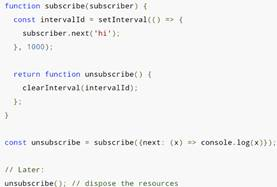 function subscribe(subscriber) {
  const intervalId = setInterval(() => {
    subscriber.next('hi');
  }, 1000);

  return function unsubscribe() {
    clearInterval(intervalId);
  };
}

const unsubscribe = subscribe({next: (x) => console.log(x)});

// Later:
unsubscribe(); // dispose the resources